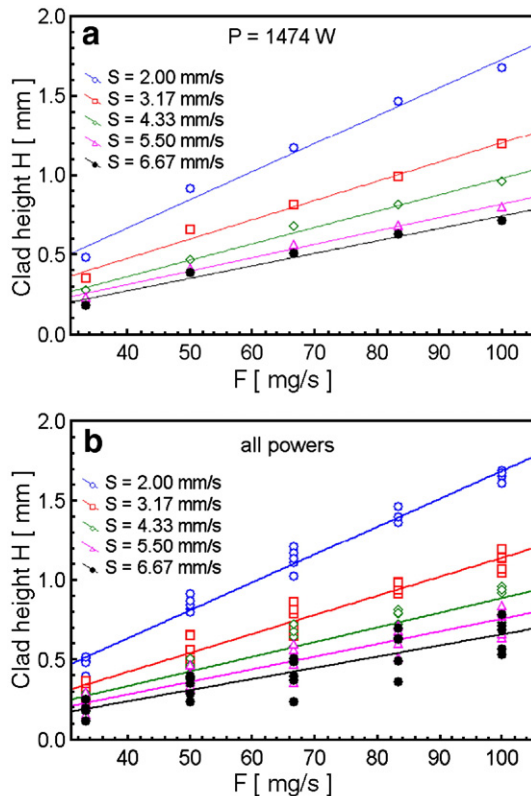 a
P = 1474 W
2.0
1.5
1.0
0.5
0.0
Clad height H [ mm ]
S = 2.00 mm/s
S = 3.17 mm/s
S = 4.33 mm/s
S = 5.50 mm/s
S = 6.67 mm/s
40 50 60 70 80 90 100
F [ mg/s ]
b
all powers
2.0
1.5
1.0
0.5
0.0
Clad height H [ mm ]
S = 2.00 mm/s
S = 3.17 mm/s
S = 4.33 mm/s
S = 5.50 mm/s
S = 6.67 mm/s
40 50 60 70 80 90 100
F [ mg/s ]